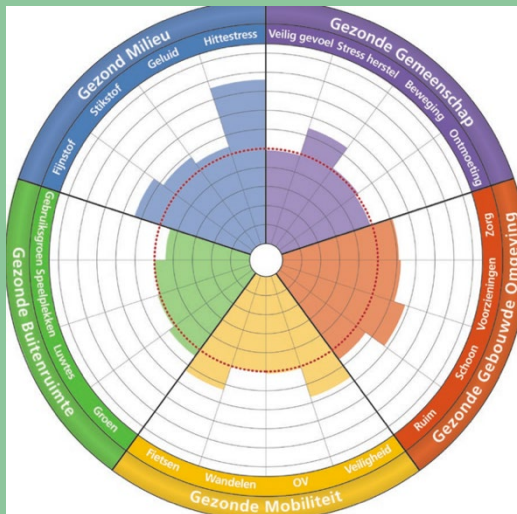 Gezond Milieu
Fijnstof
Stikstof
Geluid
Hittestress
Gezonde Gemeenschap
Veilig gevoel
Stress herstel
Beweging
Ontmoeting
Gezonde Gebouwde Omgeving
Zorg
Voorzieningen
Schoon
Ruim
Gezonde Mobiliteit
Fietsen
Wandelen
OV
Veiligheid
Gezonde Buitenruimte
Gebruiksgroen
Speelplekken
Luwtes
Groen